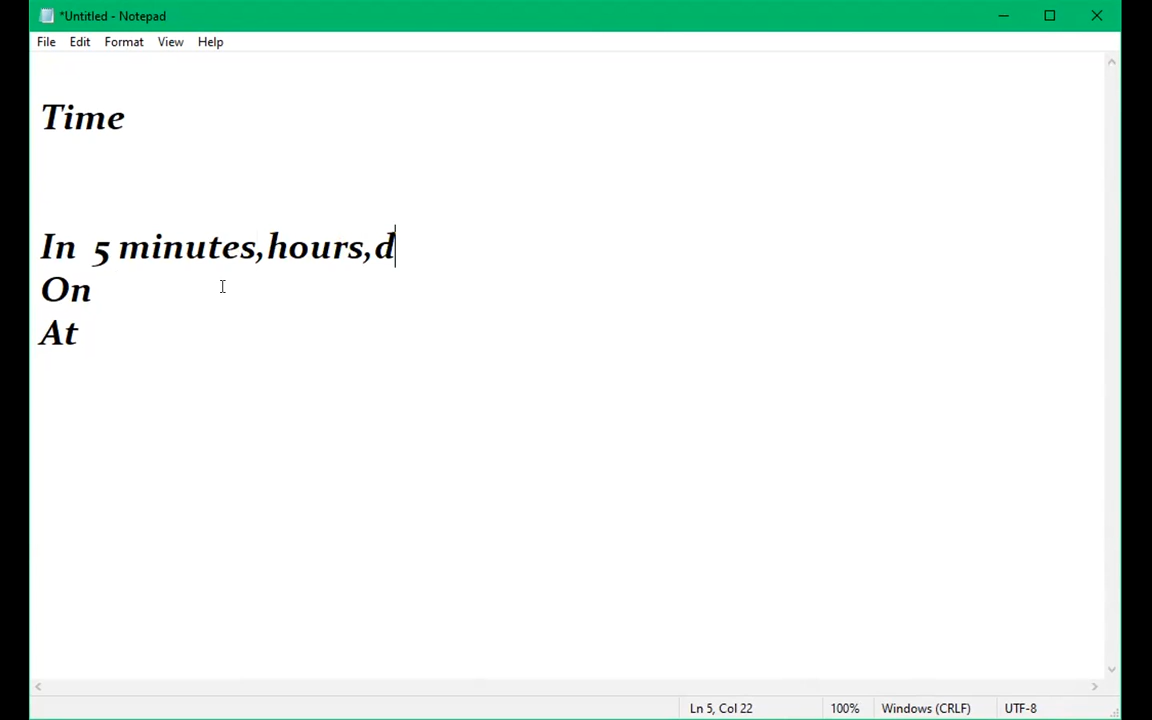 *Untitled - Notepad
File Edit Format View Help
Time
In  5 minutes,hours,d
On
At
Ln 5, Col 22 100% Windows (CRLF) UTF-8